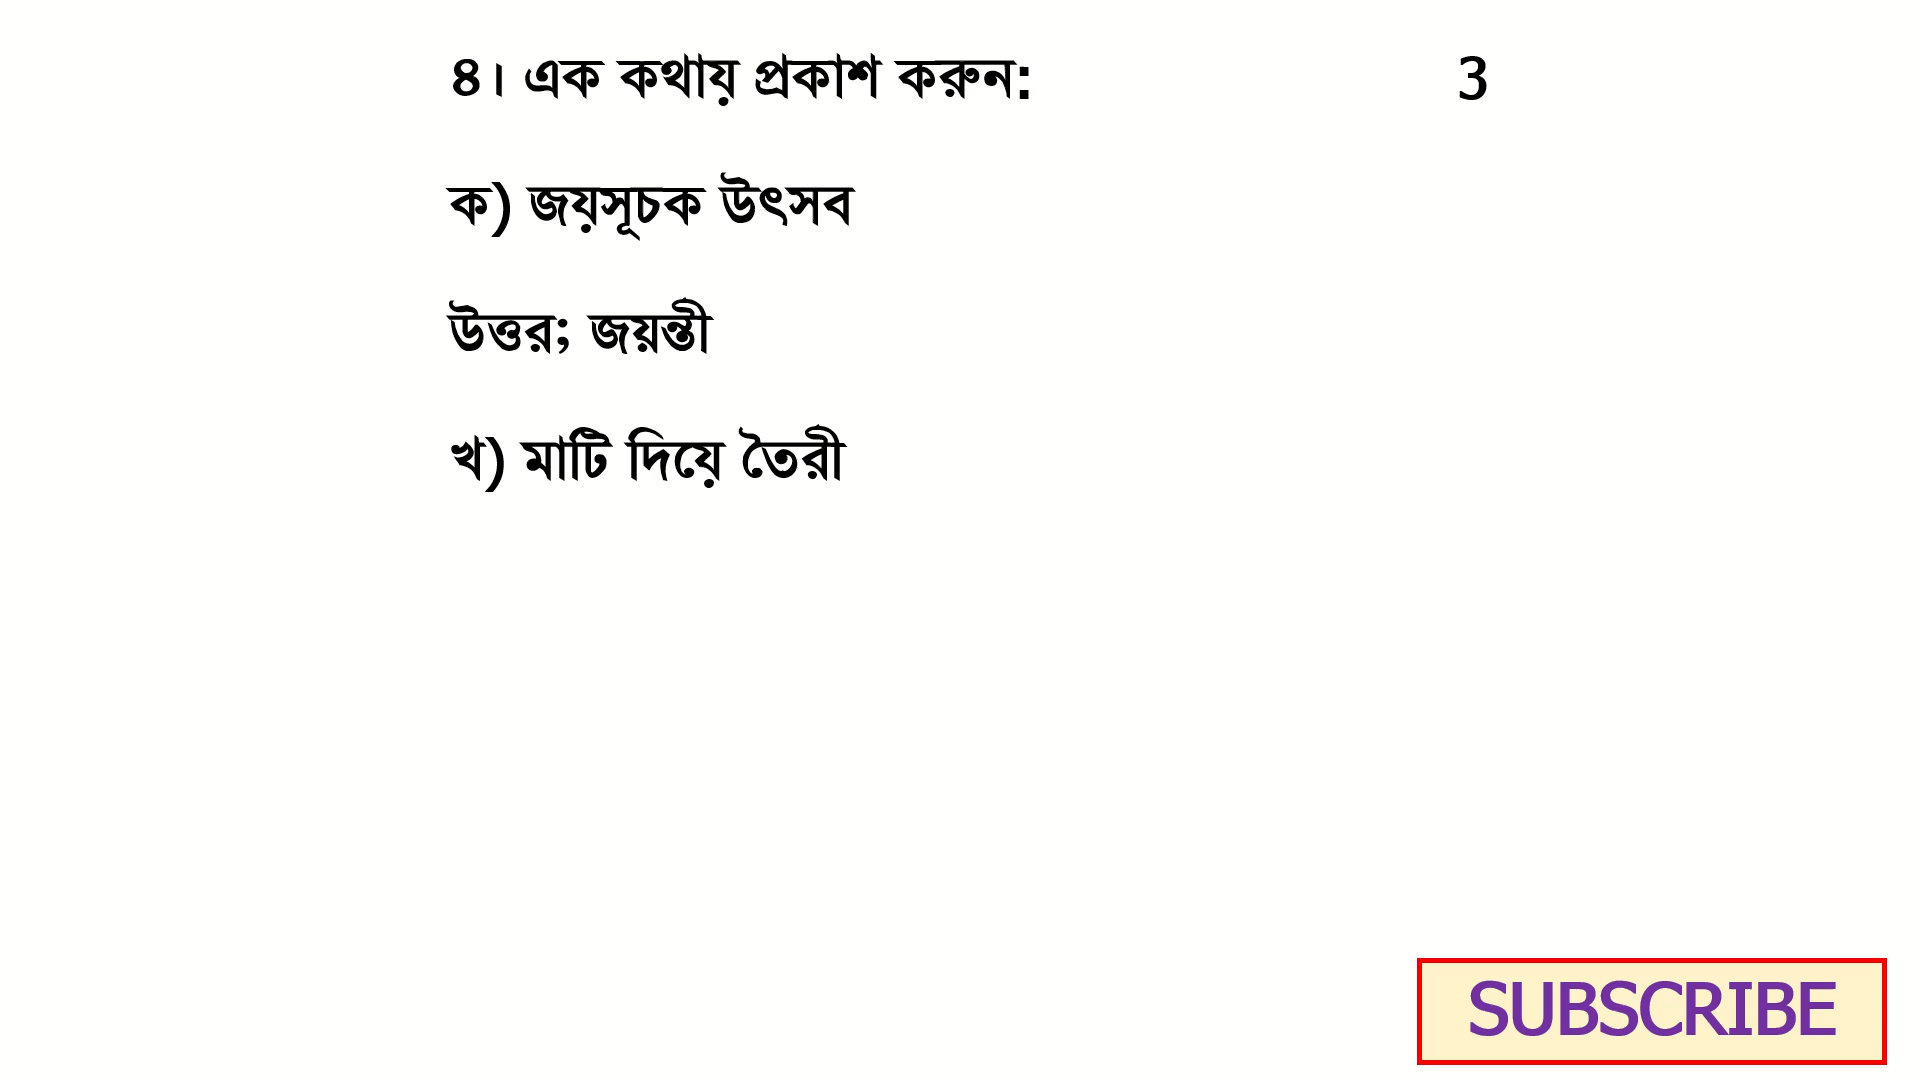 ৪। এক কথায় প্রকাশ করুন: 3
ক) জয়সূচক উৎসব
উত্তর; জয়ন্তী
খ) মাটি দিয়ে তৈরী
SUBSCRIBE